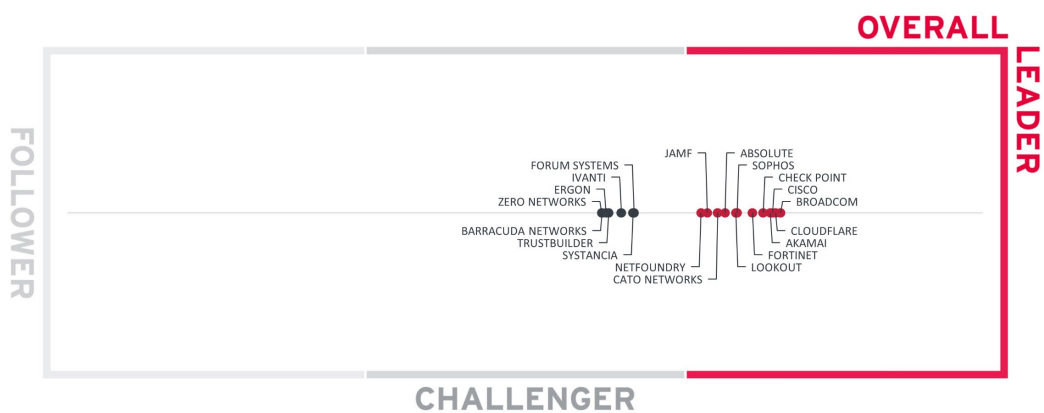 OVERALL
LEADER
FOLLOWER
JAMF
ABSOLUTE
FORUM SYSTEMS
SOPHOS
IVANTI
CHECK POINT
ERGON
CISCO
ZERO NETWORKS
BROADCOM
BARRACUDA NETWORKS
CLOUDFLARE
TRUSTBUILDER
AKAMAI
SYSTANCIA
FORTINET
NETFOUNDRY
LOOKOUT
CATO NETWORKS
CHALLENGER